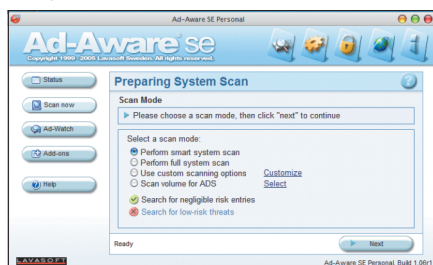 Ad-Aware SE Personal
Ad-Aware SE
Copyright 1999 - 2005 Lavasoft Sweden. All rights reserved.
Status
Scan now
Ad-Watch
Add-ons
Help
Preparing System Scan
Scan Mode
Please choose a scan mode, then click "next" to continue
Select a scan mode:
Perform smart system scan
Perform full system scan
Use custom scanning options Customize
Scan volume for ADS Select
Search for negligible risk entries
Search for low-risk threats
Ready
Next
LAVASOFT
Ad-Aware SE Personal, Build 1.06r1